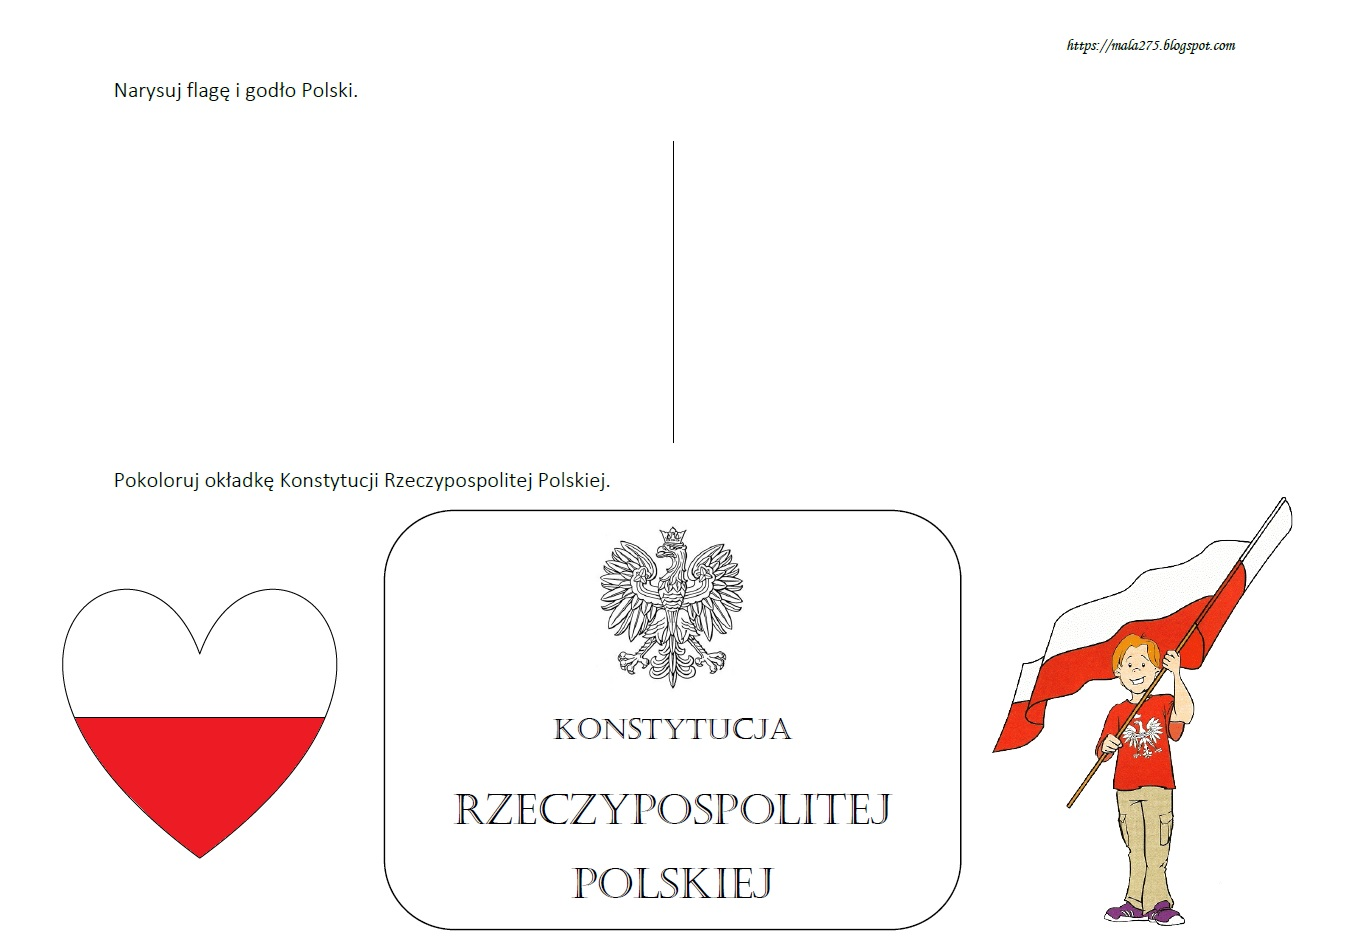 https://mala275.blogspot.com
Narysuj flagę i godło Polski.
Pokoloruj okładkę Konstytucji Rzeczypospolitej Polskiej.
KONSTYTUCJA
RZECZYPOSPOLITEJ
POLSKIEJ